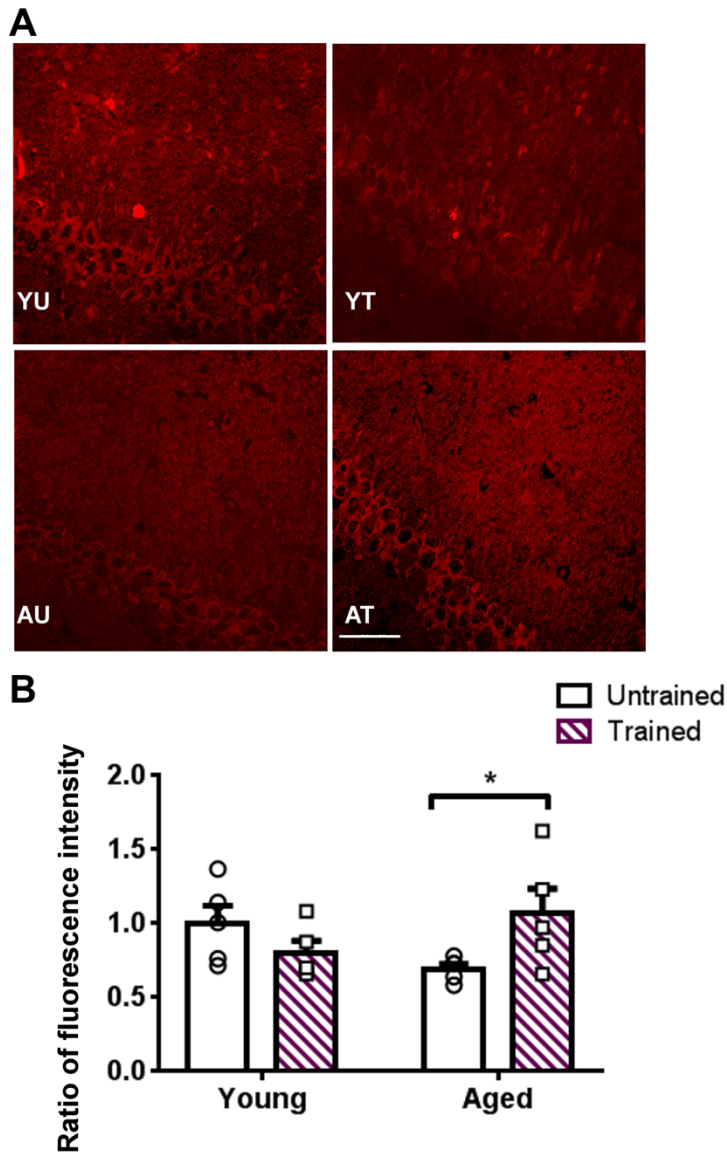 A
YU
YT
AU
AT
B
Untrained
Trained
Ratio of fluorescence intensity
2.0
*
1.5
1.0
0.5
0.0
Young
Aged